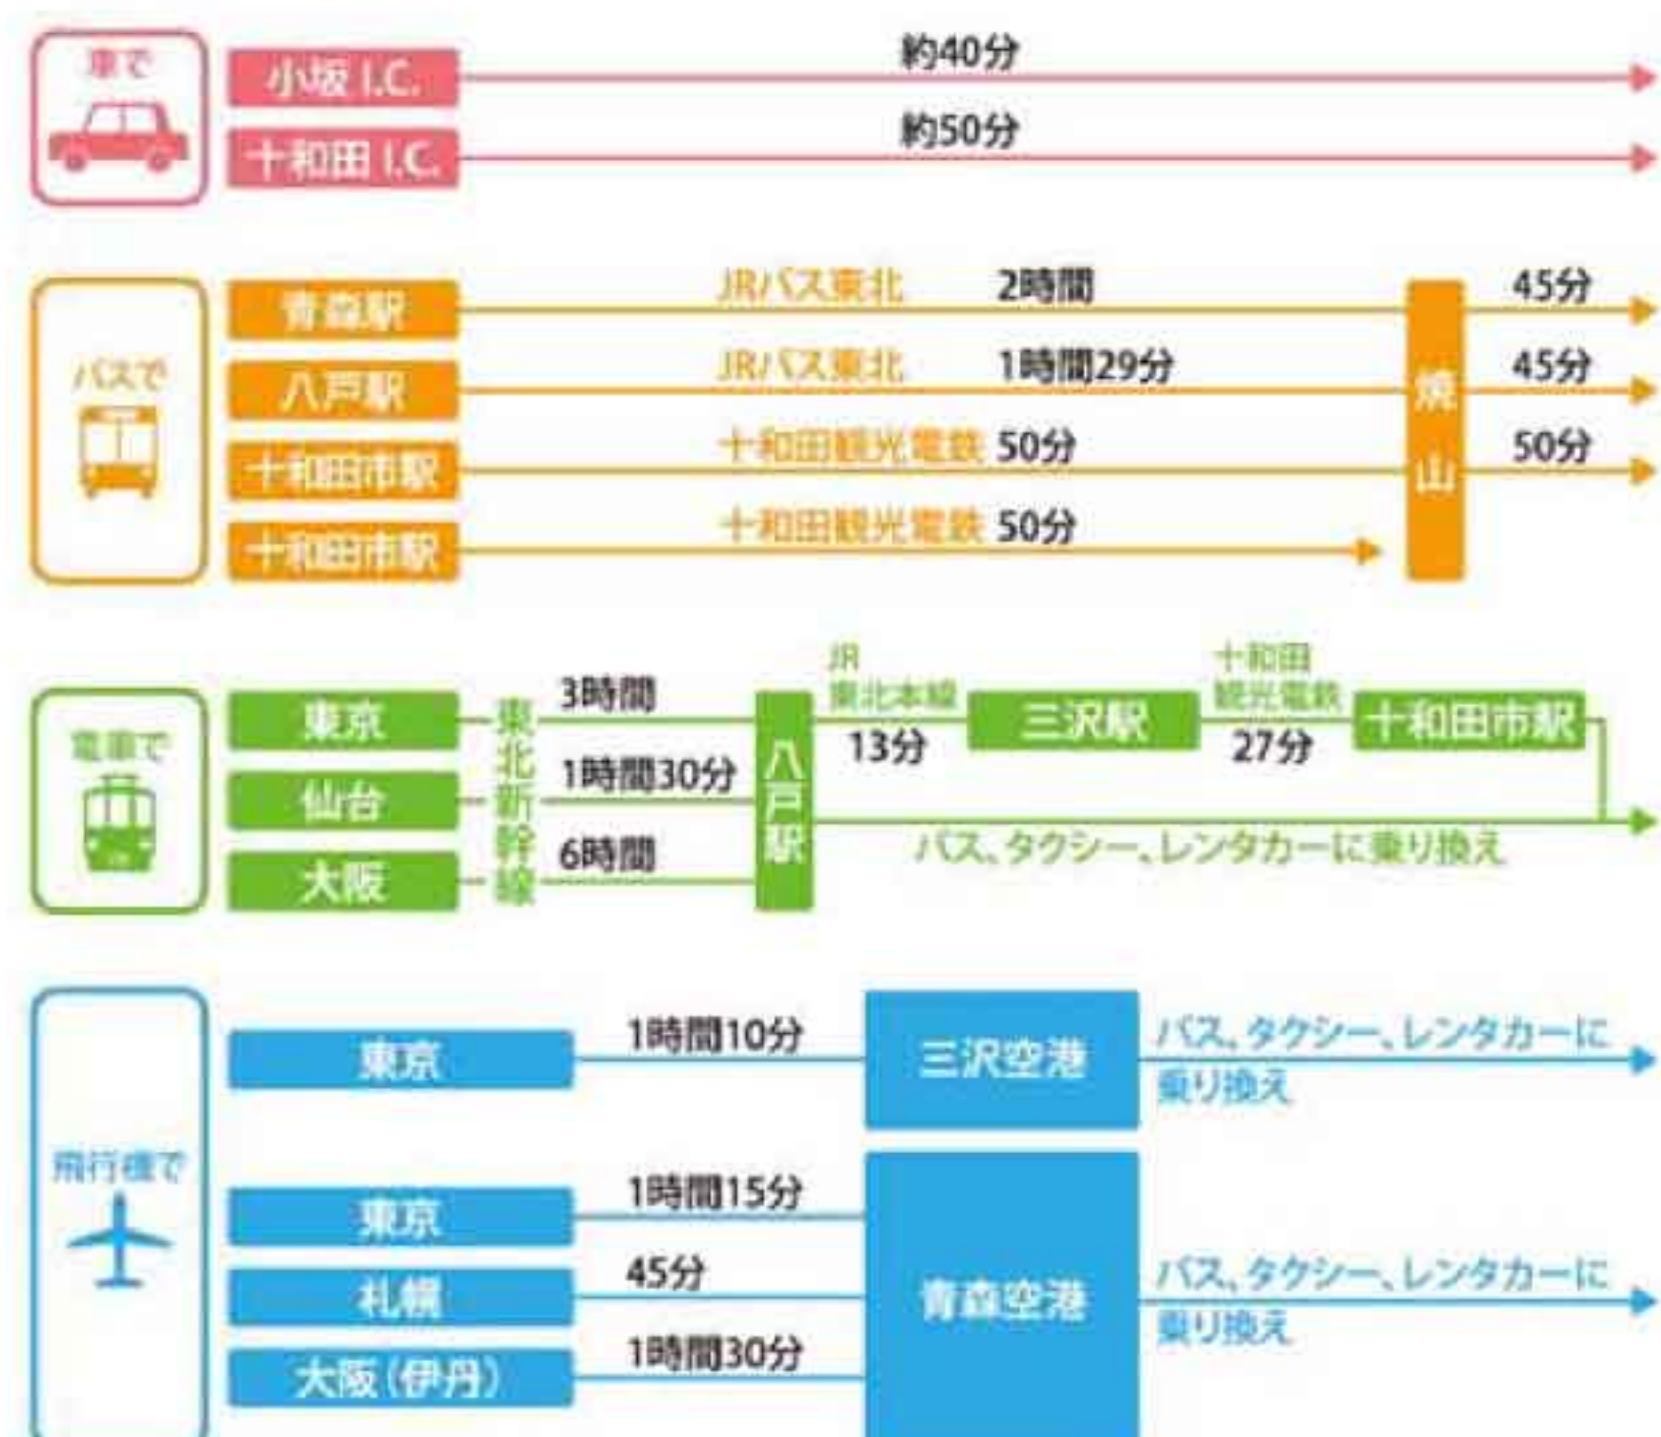 車で
小坂 I.C.
約40分
十和田 I.C.
約50分
バスで
青森駅
JRバス東北 2時間
45分
八戸駅
JRバス東北 1時間29分
45分
十和田市駅
十和田観光電鉄 50分
50分
十和田市駅
十和田観光電鉄 50分
焼山
電車で
東京
3時間
仙台
1時間30分
大阪
6時間
東北新幹線
八戸駅
JR
東北本線
13分
三沢駅
十和田
観光電鉄
27分
十和田市駅
バス、タクシー、レンタカーに乗り換え
飛行機で
東京
1時間10分
三沢空港
バス、タクシー、レンタカーに
乗り換え
東京
1時間15分
札幌
45分
大阪(伊丹)
1時間30分
青森空港
バス、タクシー、レンタカーに
乗り換え